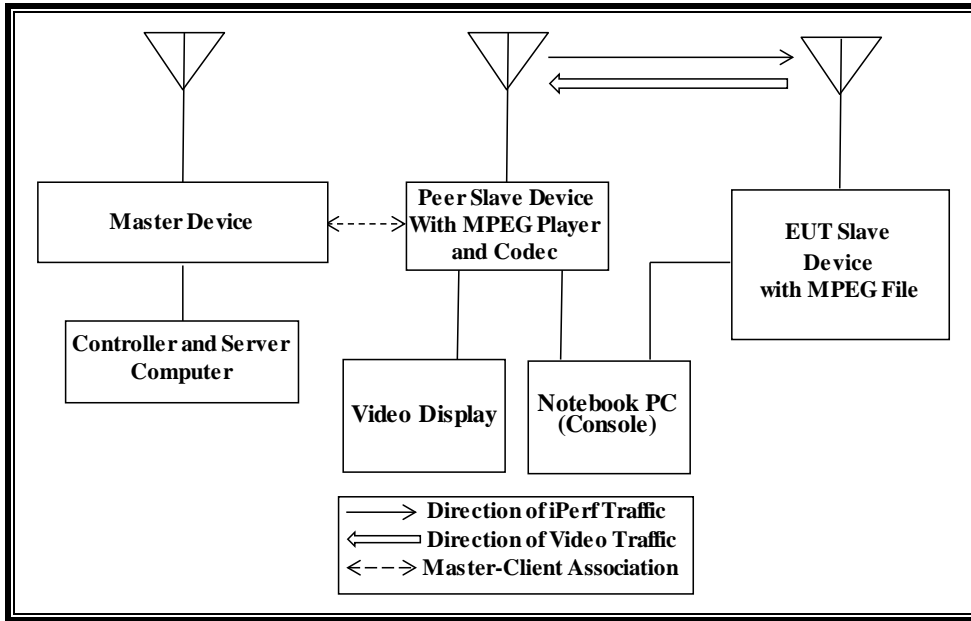 Master Device
Peer Slave Device
With MPEG Player
and Codec
EUT Slave
Device
with MPEG File
Controller and Server
Computer
Video Display
Notebook PC
(Console)
Direction of iPerf Traffic
Direction of Video Traffic
Master-Client Association